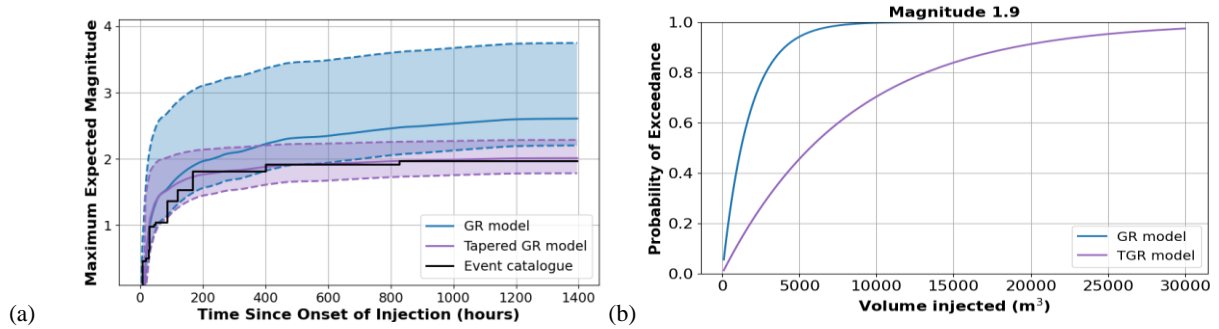 Maximum Expected Magnitude
4
3
2
1
0
200
400
600
800
1000
1200
1400
Time Since Onset of Injection (hours)
GR model
Tapered GR model
Event catalogue
(a)
Magnitude 1.9
Probability of Exceedance
1.0
0.8
0.6
0.4
0.2
0.0
0
5000
10000
15000
20000
25000
30000
Volume injected (m³)
GR model
TGR model
(b)